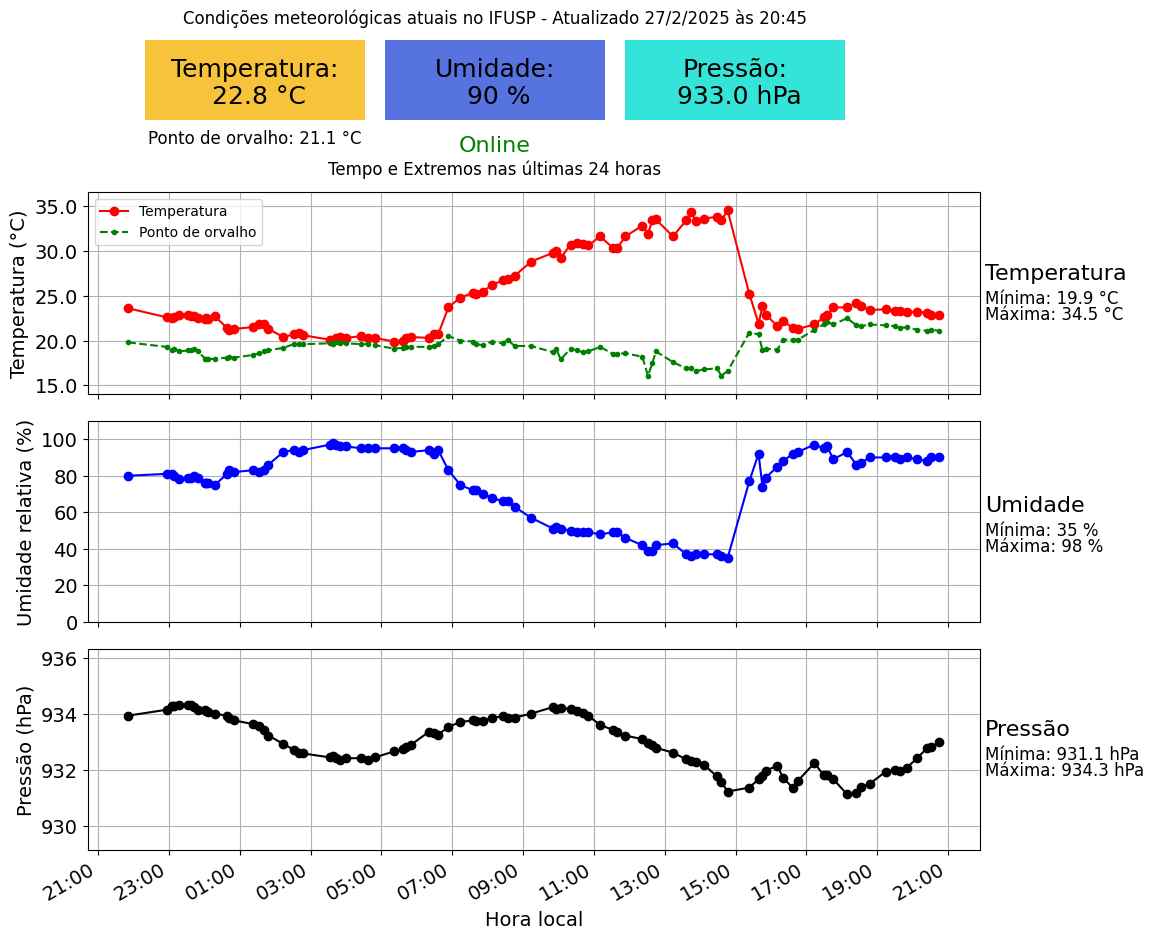 Condições meteorológicas atuais no IFUSP - Atualizado 27/2/2025 às 20:45
Temperatura:
22.8 °C
Umidade:
90 %
Pressão:
933.0 hPa
Ponto de orvalho: 21.1 °C
Online
Tempo e Extremos nas últimas 24 horas
Temperatura (°C)
35.0
30.0
25.0
20.0
15.0
Temperatura
Ponto de orvalho
Temperatura
Mínima: 19.9 °C
Máxima: 34.5 °C
Umidade relativa (%)
100
80
60
40
20
0
Umidade
Mínima: 35 %
Máxima: 98 %
Pressão (hPa)
936
934
932
930
Pressão
Mínima: 931.1 hPa
Máxima: 934.3 hPa
21:00
23:00
01:00
03:00
05:00
07:00
09:00
11:00
13:00
15:00
17:00
19:00
21:00
Hora local